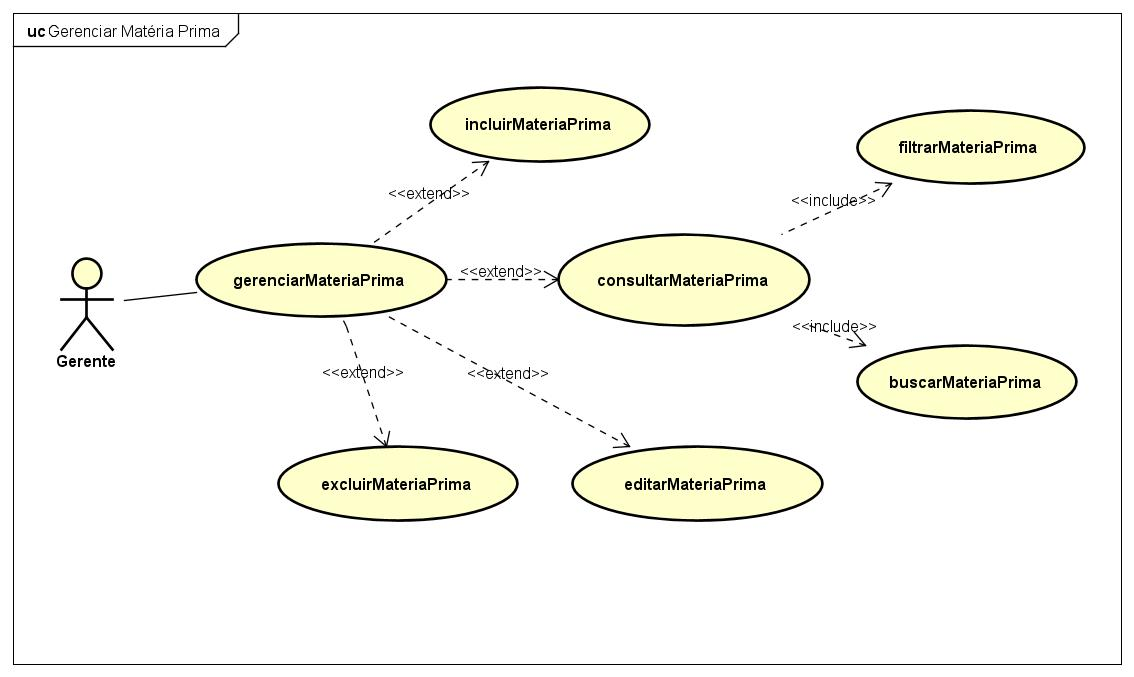 uc Gerenciar Matéria Prima
incluirMateriaPrima
filtrarMateriaPrima
<<extend>>
<<include>>
gerenciarMateriaPrima
<<extend>>
consultarMateriaPrima
<<include>>
Gerente
<<extend>>
<<extend>>
buscarMateriaPrima
excluirMateriaPrima
editarMateriaPrima